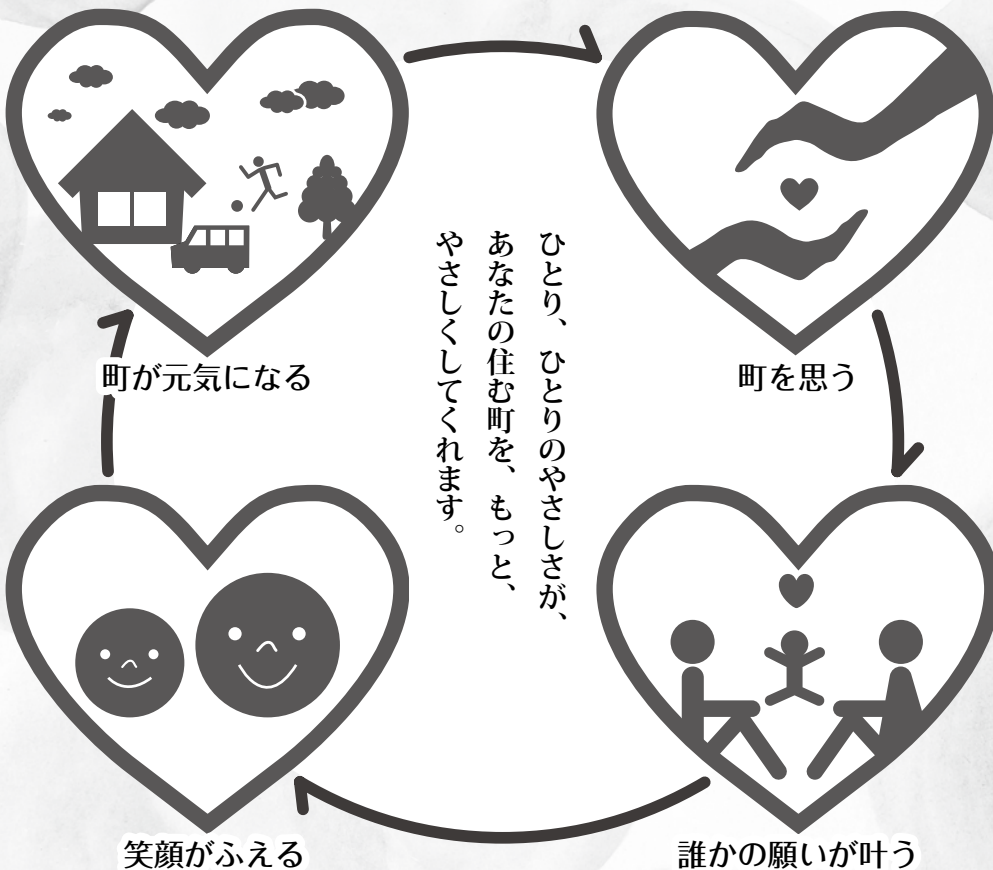 ひとり、ひとりのやさしさが、
あなたの住む町を、もっと、
やさしくしてくれます。
町が元気になる
町を思う
笑顔がふえる
誰かの願いが叶う